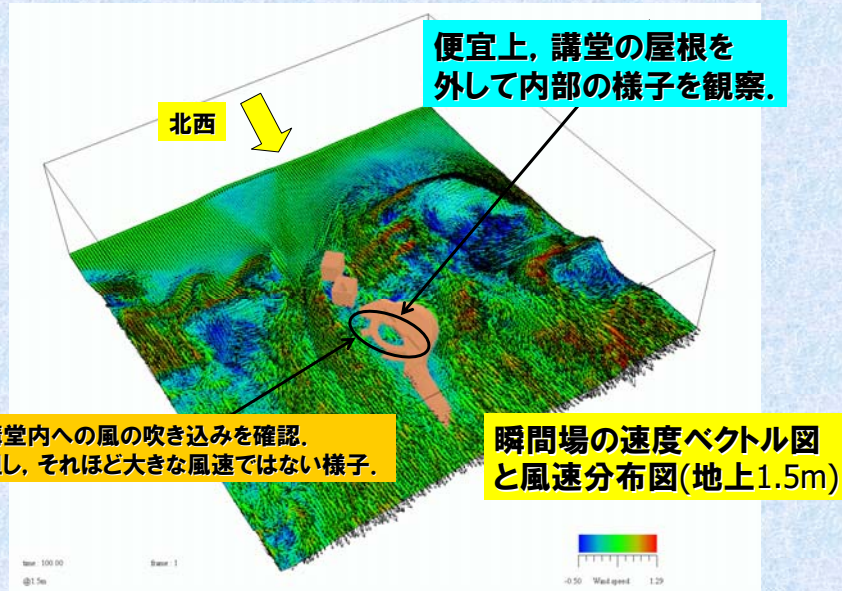 便宜上, 講堂の屋根を
外して内部の様子を観察.
北西
堂内への風の吹き込みを確認.
し, それほど大きな風速ではない様子.
瞬間場の速度ベクトル図
と風速分布図(地上1.5m)
time : 100.00
frame : 1
@1.5m
-0.50 Wind speed 1.29